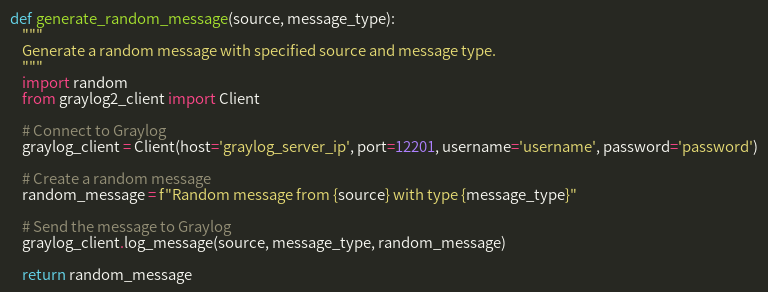 def generate_random_message(source, message_type):
    """
    Generate a random message with specified source and message type.
    """
    import random
    from graylog2_client import Client

    # Connect to Graylog
    graylog_client = Client(host='graylog_server_ip', port=12201, username='username', password='password')

    # Create a random message
    random_message = f"Random message from {source} with type {message_type}"

    # Send the message to Graylog
    graylog_client.log_message(source, message_type, random_message)

    return random_message